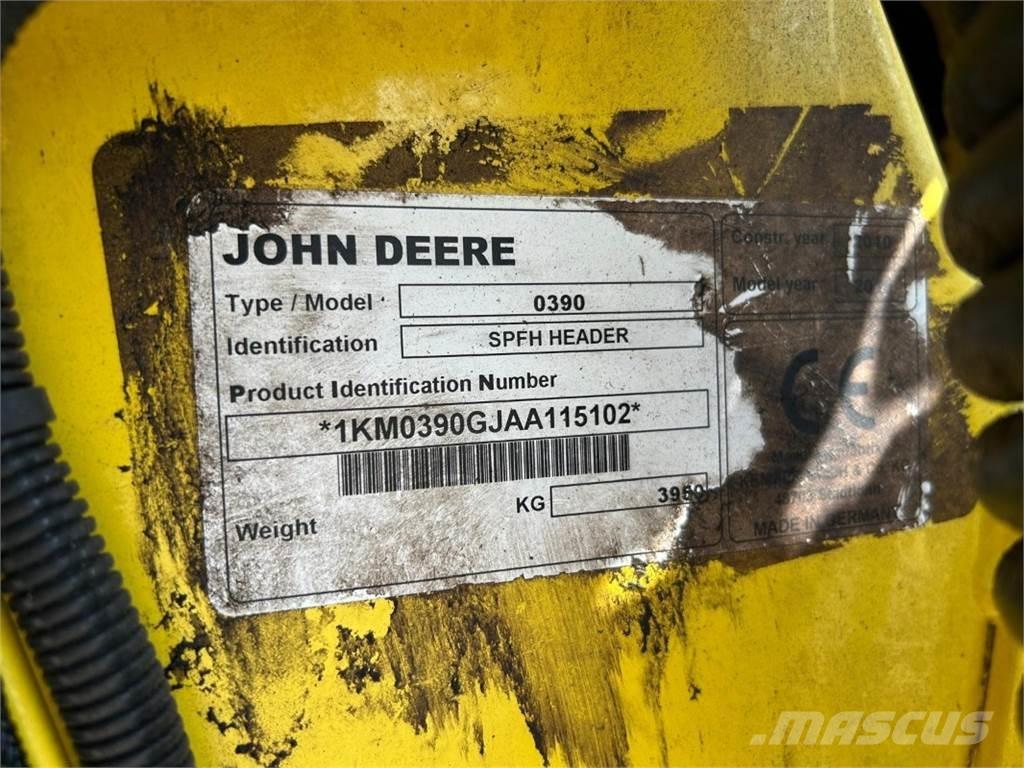 JOHN DEERE
Type / Model 0390
Identification SPFH HEADER
Product Identification Number
*1KM0390GJAA115102*
KG 3950
Weight
Constr. year 2010
Model year
CE
MADE IN GERMANY
MASCUS